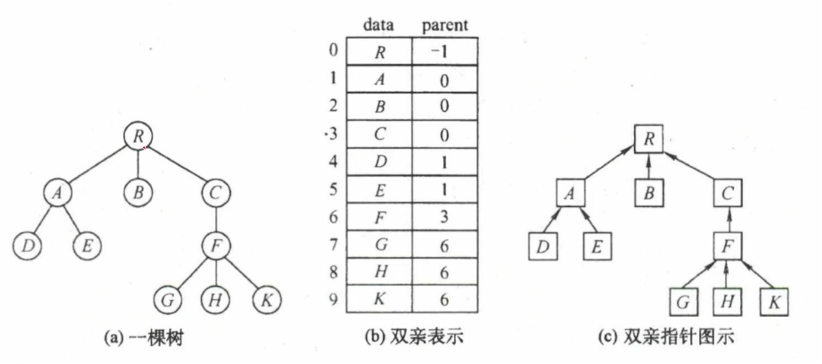 R
A B C
D E F
G H K
(a) 一棵树
data parent
0 R -1
1 A 0
2 B 0
·3 C 0
4 D 1
5 E 1
6 F 3
7 G 6
8 H 6
9 K 6
(b) 双亲表示
R
A B C
D E F
G H K
(c) 双亲指针图示